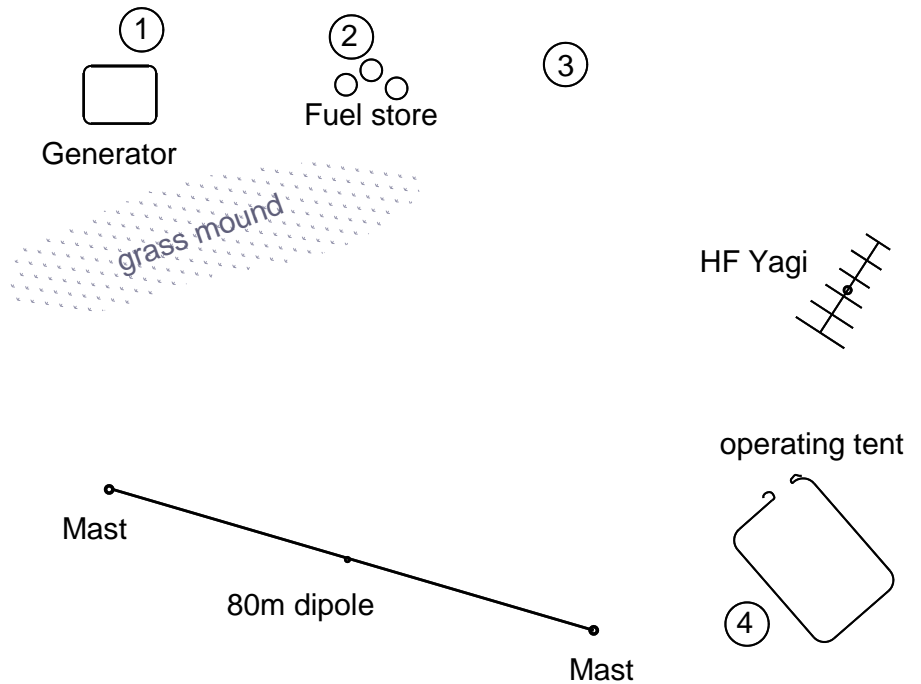 1
2
3
Fuel store
Generator
grass mound
HF Yagi
operating tent
Mast
80m dipole
4
Mast